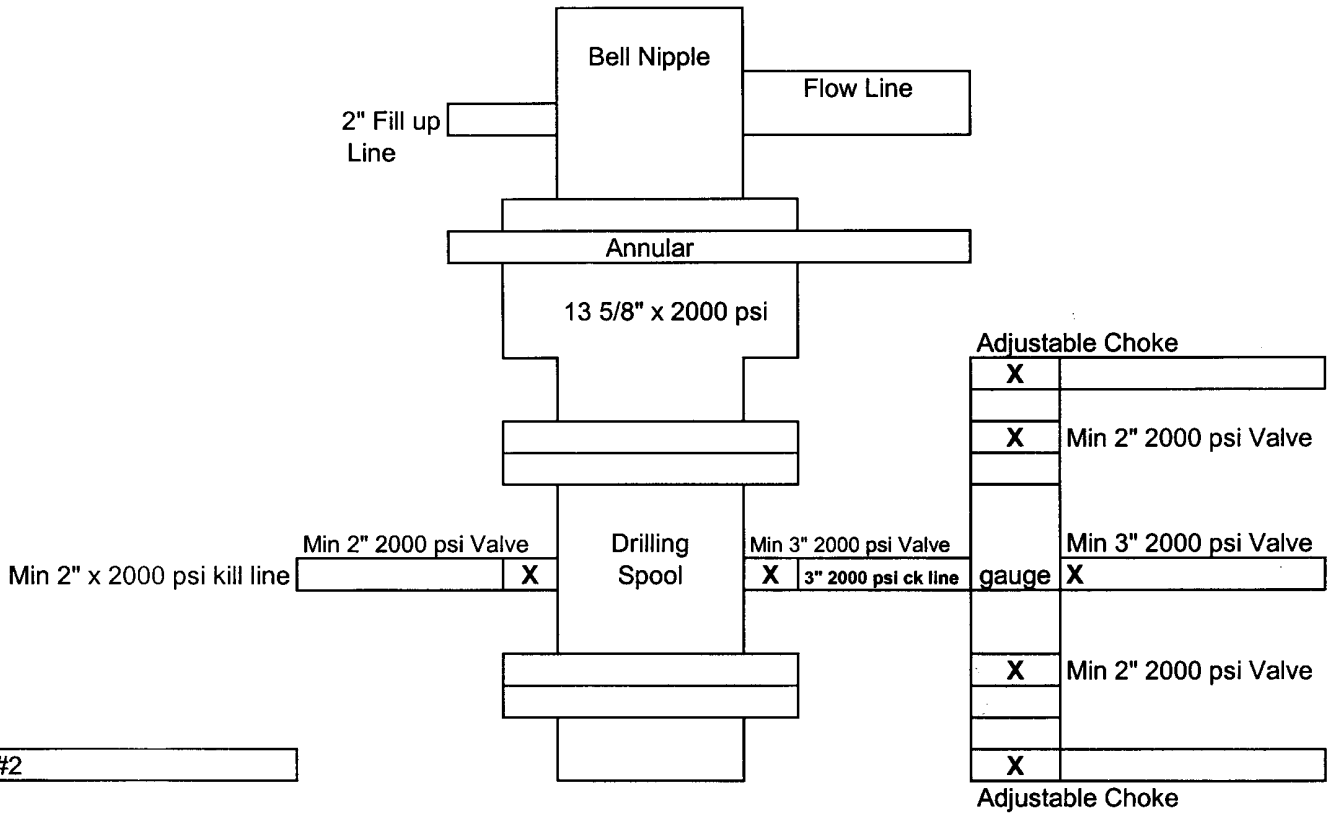 Bell Nipple
Flow Line
2" Fill up
Line
Annular
13 5/8" x 2000 psi
Adjustable Choke
X
X Min 2" 2000 psi Valve
Min 2" 2000 psi Valve
Drilling
Spool
Min 3" 2000 psi Valve
Min 3" 2000 psi Valve
Min 2" x 2000 psi kill line
X
X
3" 2000 psi ck line
gauge
X
X Min 2" 2000 psi Valve
#2
X
Adjustable Choke